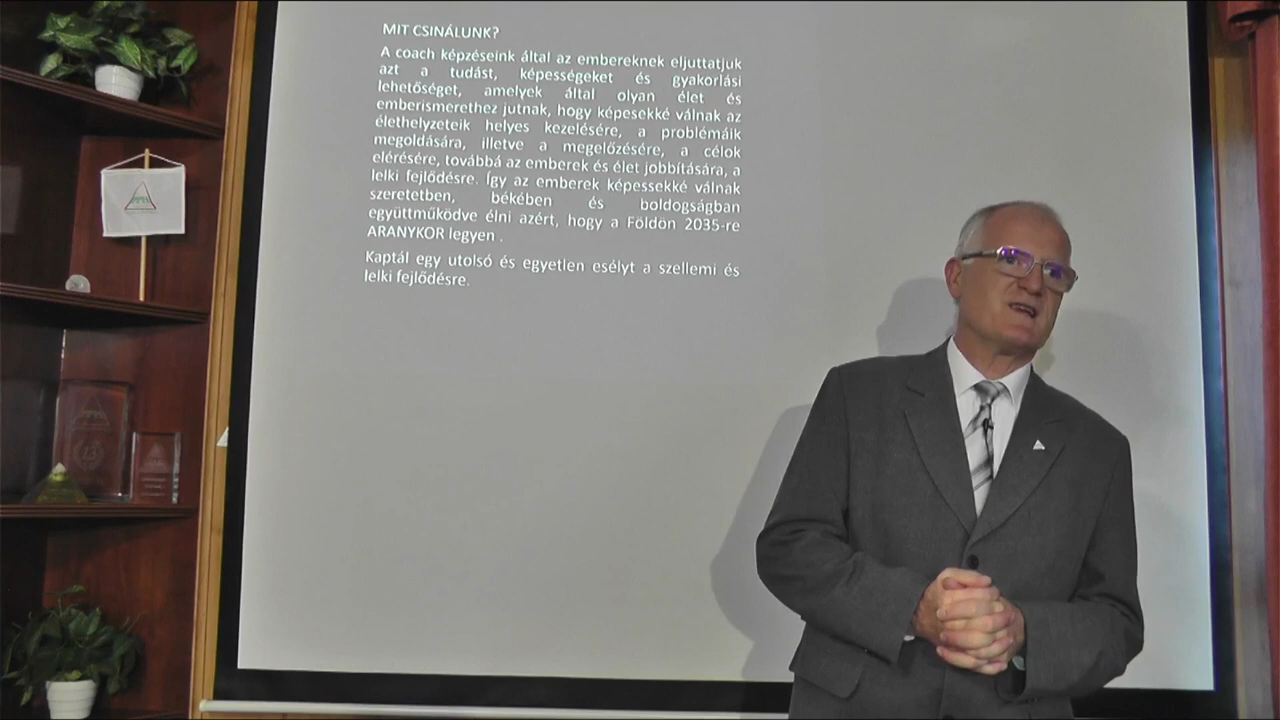 MIT CSINÁLUNK?
A coach képzéseink által az embereknek eljuttatjuk
azt a tudást, képességeket és gyakorlási
lehetőséget, amelyek által olyan élet és
emberismerethez jutnak, hogy képesekké válnak az
élethelyzeteik helyes kezelésére, a problémáik
megoldására, illetve a megelőzésére, a célok
elérésére, továbbá az emberek és élet jobbítására, a
lelki fejlődésre. Így az emberek képessekké válnak
szeretetben, békében és boldogságban
együttműködve élni azért, hogy a Földön 2035-re
ARANYKOR legyen .
Kaptál egy utolsó és egyetlen esélyt a szellemi és
lelki fejlődésre.
13